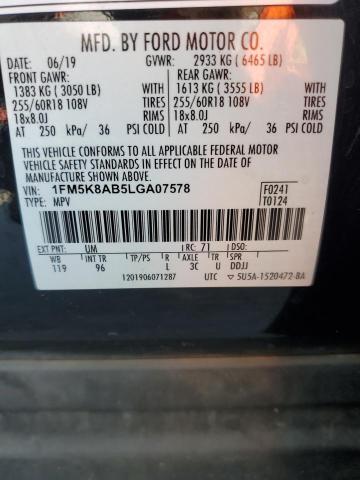 MFD. BY FORD MOTOR CO.
DATE: 06/19 GVWR: 2933 KG ( 6465 LB)
FRONT GAWR: REAR GAWR:
1383 KG ( 3050 LB) WITH 1613 KG ( 3555 LB) WITH
255/60R18 108V TIRES 255/60R18 108V TIRES
18x8.0J RIMS 18x8.0J RIMS
AT 250 kPa/ 36 PSI COLD AT 250 kPa/ 36 PSI COLD
THIS VEHICLE CONFORMS TO ALL APPLICABLE FEDERAL MOTOR
VEHICLE SAFETY STANDARDS IN EFFECT ON THE DATE OF MANUFACTURE SHOWN ABOVE.
VIN: 1FM5K8AB5LGA07578 F0241
TYPE: MPV T0124
EXT PNT: UM RC: 71 DSO:
WB INT TR TP/PS R AXLE TR SPR
119 96 L 3C U DDJJ
1201906071287 UTC ▽ 5U5A-1520472-BA